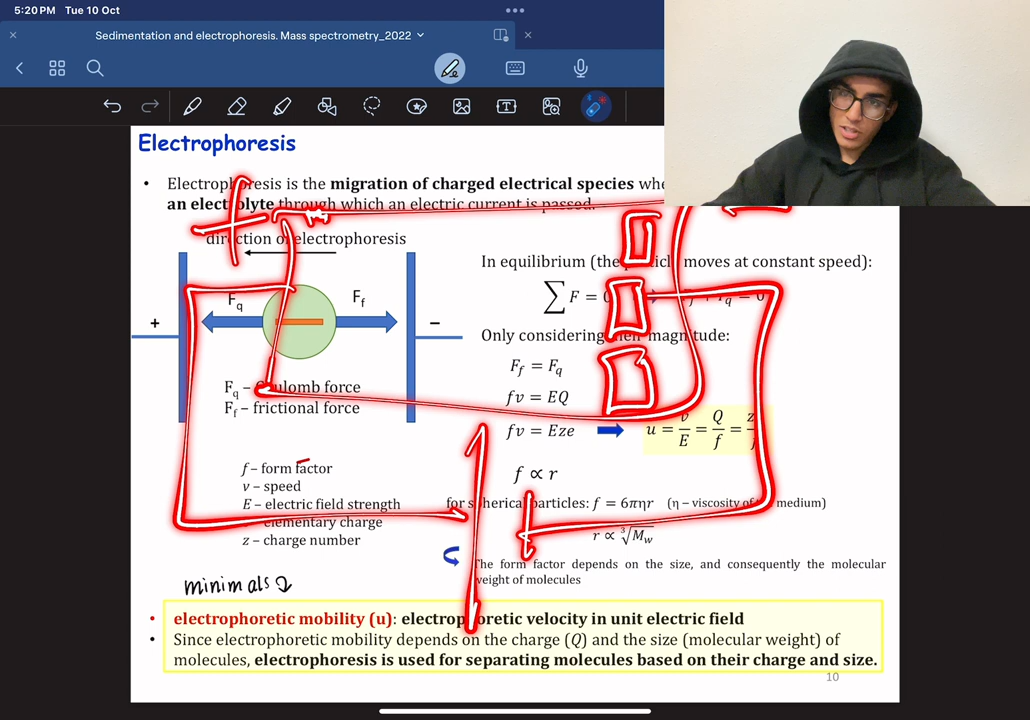 5:20 PM Tue 10 Oct
Sedimentation and electrophoresis. Mass spectrometry_2022
Electrophoresis
• Electrophoresis is the migration of charged electrical species
an electrolyte through which an electric current is passed.
direction of electrophoresis
Fq Ff
+ −
Fq – Coulomb force
Ff – frictional force
f – form factor
v – speed
E – electric field strength
elementary charge
z – charge number
minimals
In equilibrium (the particle moves at constant speed):
∑F = 0
Only considering their magnitude:
Ff = Fq
fv = EQ
fv = Eze
u = v/E = Q/f =
f ∝ r
for spherical particles: f = 6πηr (η – viscosity of medium)
r ∝ ∛Mw
The form factor depends on the size, and consequently the molecular
weight of molecules
• electrophoretic mobility (u): electrophoretic velocity in unit electric field
• Since electrophoretic mobility depends on the charge (Q) and the size (molecular weight) of
molecules, electrophoresis is used for separating molecules based on their charge and size.
10